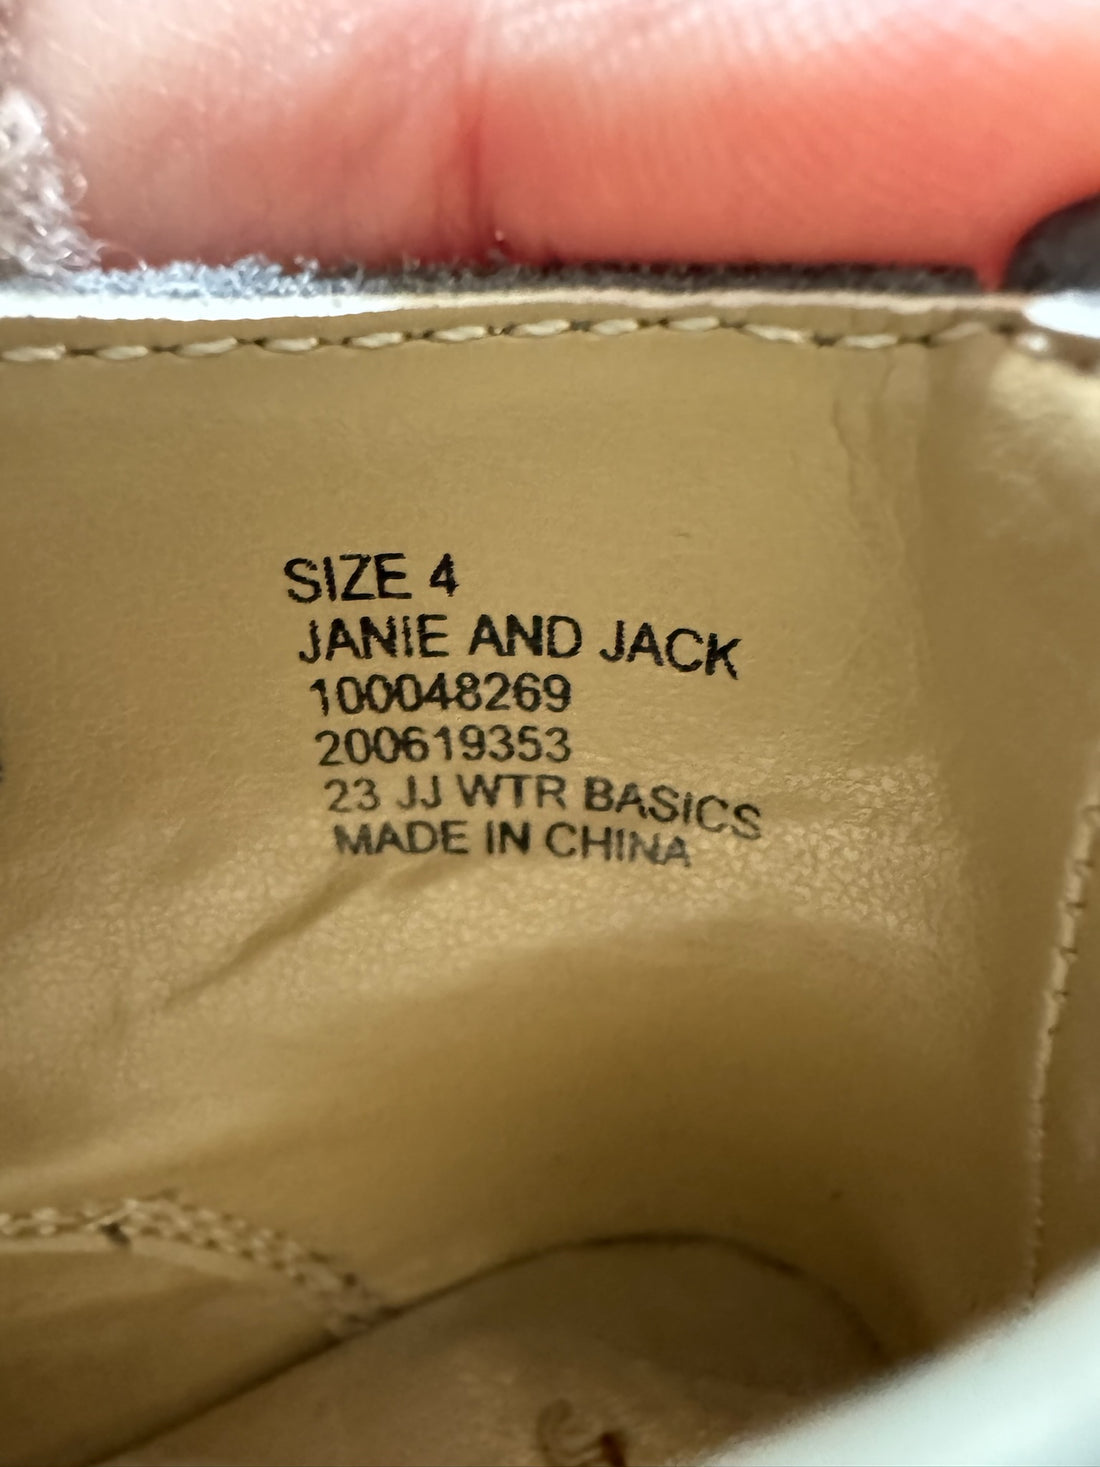 SIZE 4
JANIE AND JACK
100048269
200619353
23 JJ WTR BASICS
MADE IN CHINA